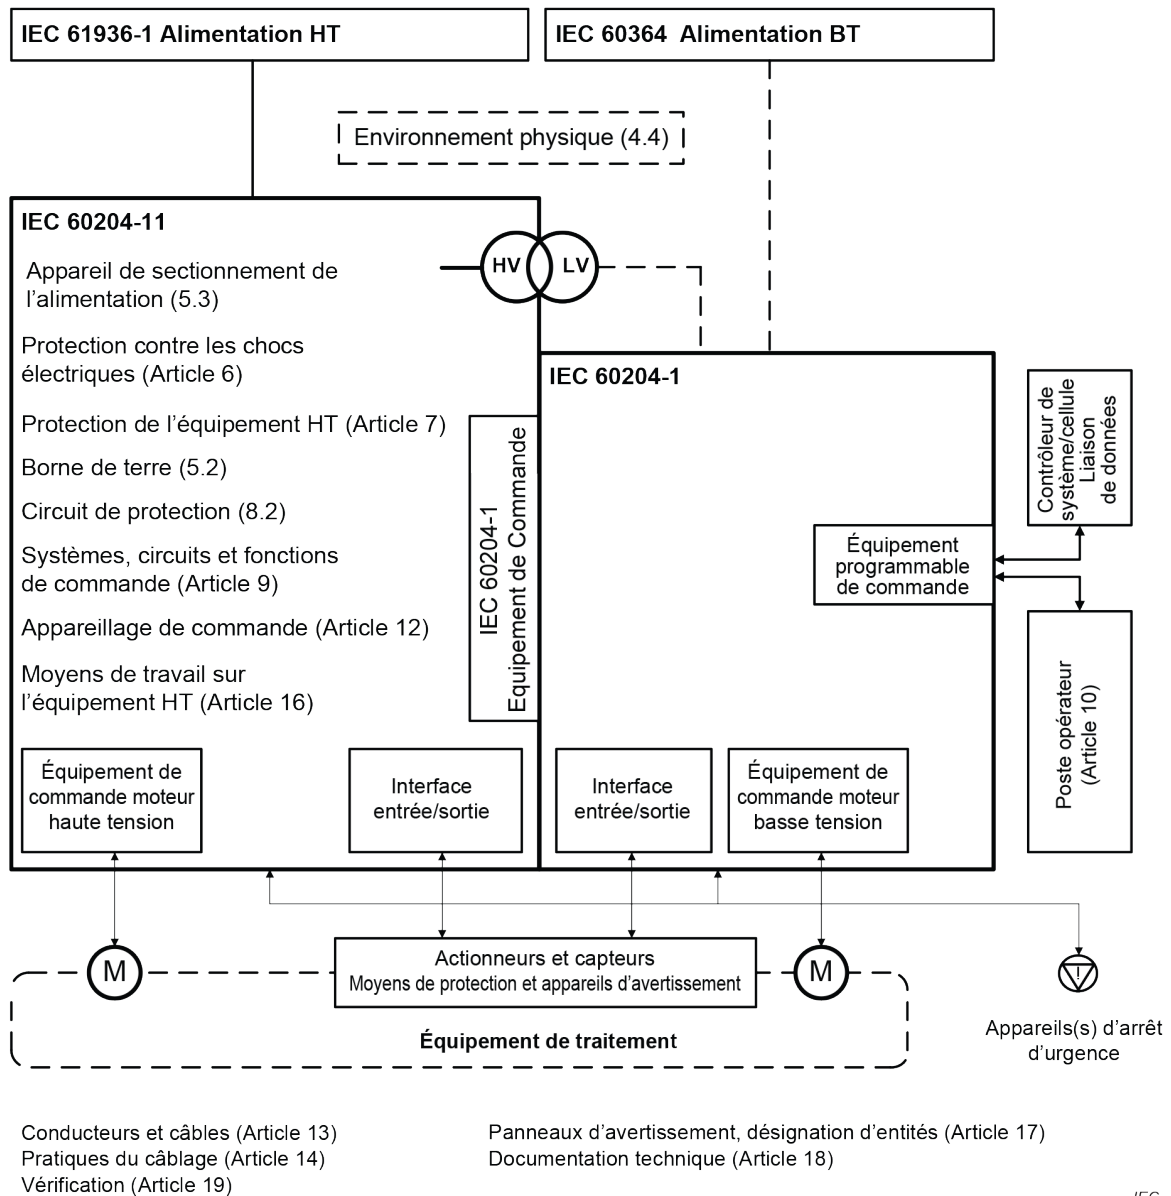 IEC 61936-1 Alimentation HT
IEC 60364 Alimentation BT
Environnement physique (4.4)
IEC 60204-11
HV
LV
Appareil de sectionnement de
l’alimentation (5.3)
Protection contre les chocs
électriques (Article 6)
Protection de l’équipement HT (Article 7)
Borne de terre (5.2)
Circuit de protection (8.2)
Systèmes, circuits et fonctions
de commande (Article 9)
Appareillage de commande (Article 12)
Moyens de travail sur
l’équipement HT (Article 16)
IEC 60204-1
Equipement de Commande
IEC 60204-1
Équipement
programmable
de commande
Contrôleur de
système/cellule
Liaison
de données
Poste opérateur
(Article 10)
Équipement de
commande moteur
haute tension
Interface
entrée/sortie
Interface
entrée/sortie
Équipement de
commande moteur
basse tension
M
Actionneurs et capteurs
Moyens de protection et appareils d’avertissement
M
!
Équipement de traitement
Appareils(s) d’arrêt
d’urgence
Conducteurs et câbles (Article 13)
Pratiques du câblage (Article 14)
Vérification (Article 19)
Panneaux d’avertissement, désignation d’entités (Article 17)
Documentation technique (Article 18)
IEC